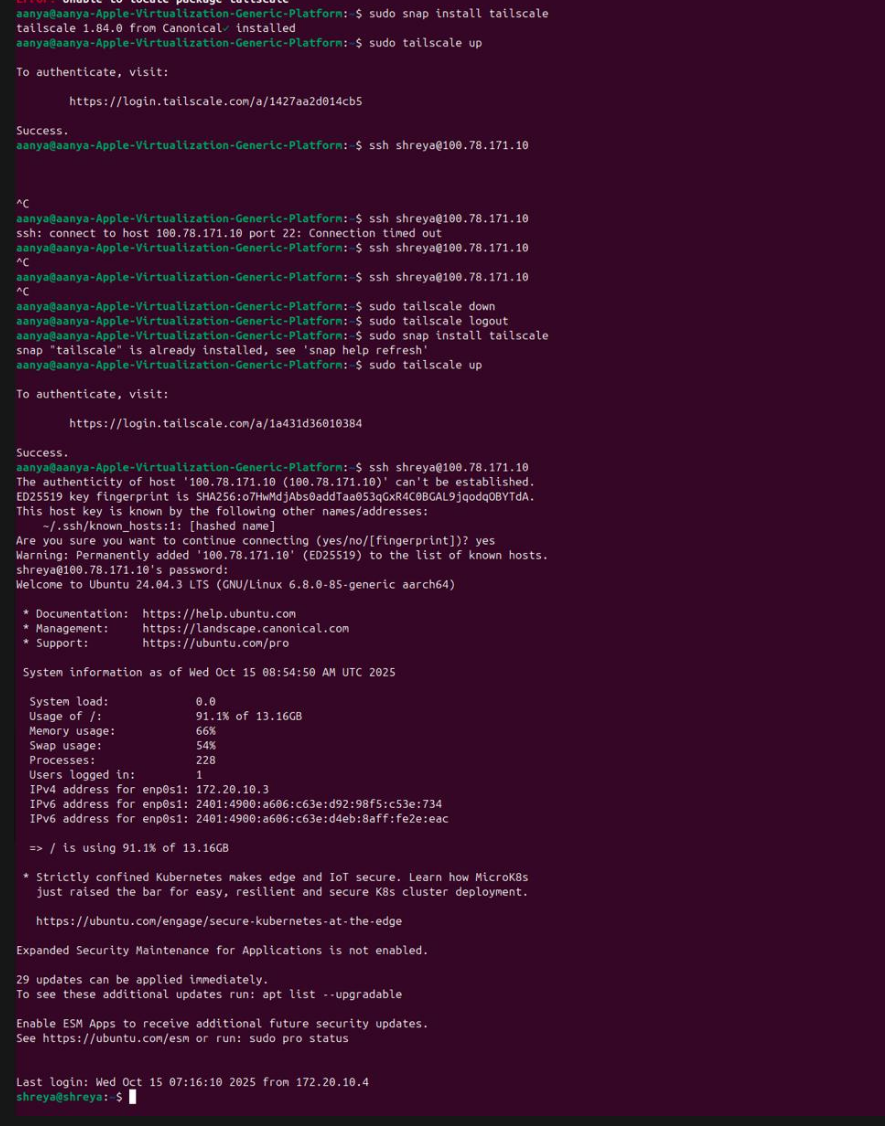 Error: Unable to locate package tailscale
aanya@aanya-Apple-Virtualization-Generic-Platform:~$ sudo snap install tailscale
tailscale 1.84.0 from Canonical✓ installed
aanya@aanya-Apple-Virtualization-Generic-Platform:~$ sudo tailscale up
To authenticate, visit:
https://login.tailscale.com/a/1427aa2d014cb5
Success.
aanya@aanya-Apple-Virtualization-Generic-Platform:~$ ssh shreya@100.78.171.10
^C
aanya@aanya-Apple-Virtualization-Generic-Platform:~$ ssh shreya@100.78.171.10
ssh: connect to host 100.78.171.10 port 22: Connection timed out
aanya@aanya-Apple-Virtualization-Generic-Platform:~$ ssh shreya@100.78.171.10
^C
aanya@aanya-Apple-Virtualization-Generic-Platform:~$ ssh shreya@100.78.171.10
^C
aanya@aanya-Apple-Virtualization-Generic-Platform:~$ sudo tailscale down
aanya@aanya-Apple-Virtualization-Generic-Platform:~$ sudo tailscale logout
aanya@aanya-Apple-Virtualization-Generic-Platform:~$ sudo snap install tailscale
snap "tailscale" is already installed, see 'snap help refresh'
aanya@aanya-Apple-Virtualization-Generic-Platform:~$ sudo tailscale up
To authenticate, visit:
https://login.tailscale.com/a/1a431d36010384
Success.
aanya@aanya-Apple-Virtualization-Generic-Platform:~$ ssh shreya@100.78.171.10
The authenticity of host '100.78.171.10 (100.78.171.10)' can't be established.
ED25519 key fingerprint is SHA256:o7HwMdjAbs0addTaa053qGxR4C0BGAL9jqodqOBYTdA.
This host key is known by the following other names/addresses:
~/.ssh/known_hosts:1: [hashed name]
Are you sure you want to continue connecting (yes/no/[fingerprint])? yes
Warning: Permanently added '100.78.171.10' (ED25519) to the list of known hosts.
shreya@100.78.171.10's password:
Welcome to Ubuntu 24.04.3 LTS (GNU/Linux 6.8.0-85-generic aarch64)
* Documentation: https://help.ubuntu.com
* Management: https://landscape.canonical.com
* Support: https://ubuntu.com/pro
System information as of Wed Oct 15 08:54:50 AM UTC 2025
System load: 0.0
Usage of /: 91.1% of 13.16GB
Memory usage: 66%
Swap usage: 54%
Processes: 228
Users logged in: 1
IPv4 address for enp0s1: 172.20.10.3
IPv6 address for enp0s1: 2401:4900:a606:c63e:d92:98f5:c53e:734
IPv6 address for enp0s1: 2401:4900:a606:c63e:d4eb:8aff:fe2e:eac
=> / is using 91.1% of 13.16GB
* Strictly confined Kubernetes makes edge and IoT secure. Learn how MicroK8s
just raised the bar for easy, resilient and secure K8s cluster deployment.
https://ubuntu.com/engage/secure-kubernetes-at-the-edge
Expanded Security Maintenance for Applications is not enabled.
29 updates can be applied immediately.
To see these additional updates run: apt list --upgradable
Enable ESM Apps to receive additional future security updates.
See https://ubuntu.com/esm or run: sudo pro status
Last login: Wed Oct 15 07:16:10 2025 from 172.20.10.4
shreya@shreya:~$